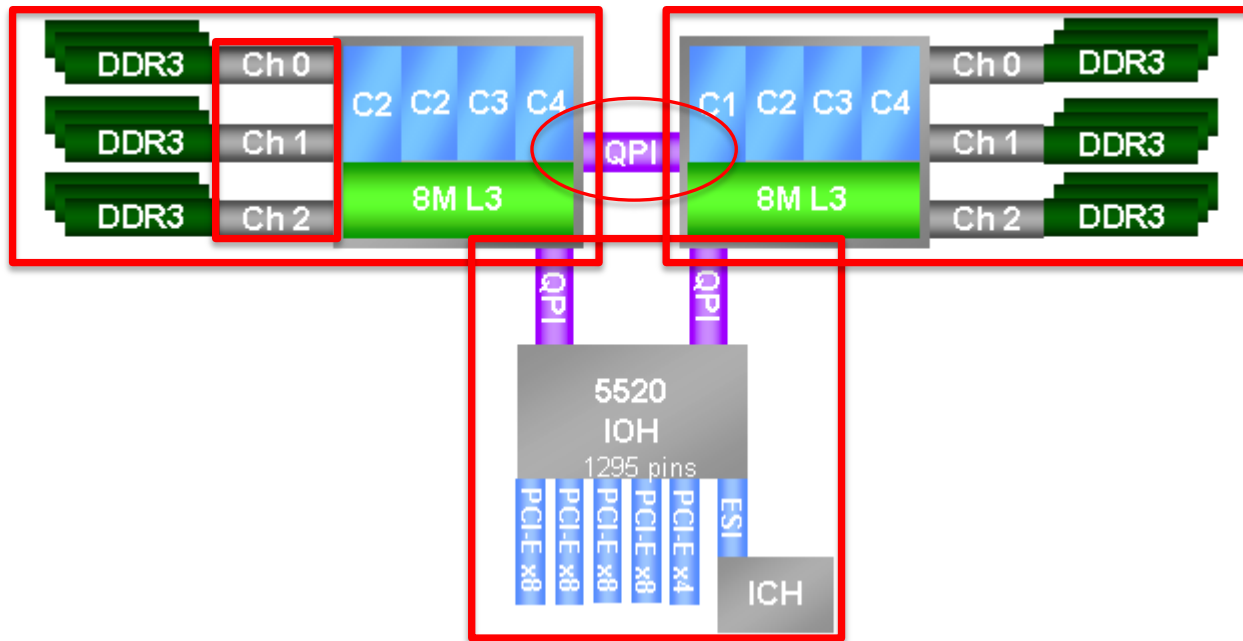 DDR3 Ch 0
DDR3 Ch 1
DDR3 Ch 2
C2 C2 C3 C4
8M L3
QPI
C1 C2 C3 C4
8M L3
Ch 0 DDR3
Ch 1 DDR3
Ch 2 DDR3
QPI
QPI
5520
IOH
1295 pins
PCI-E x8
PCI-E x8
PCI-E x8
PCI-E x8
PCI-E x4
ESI
ICH